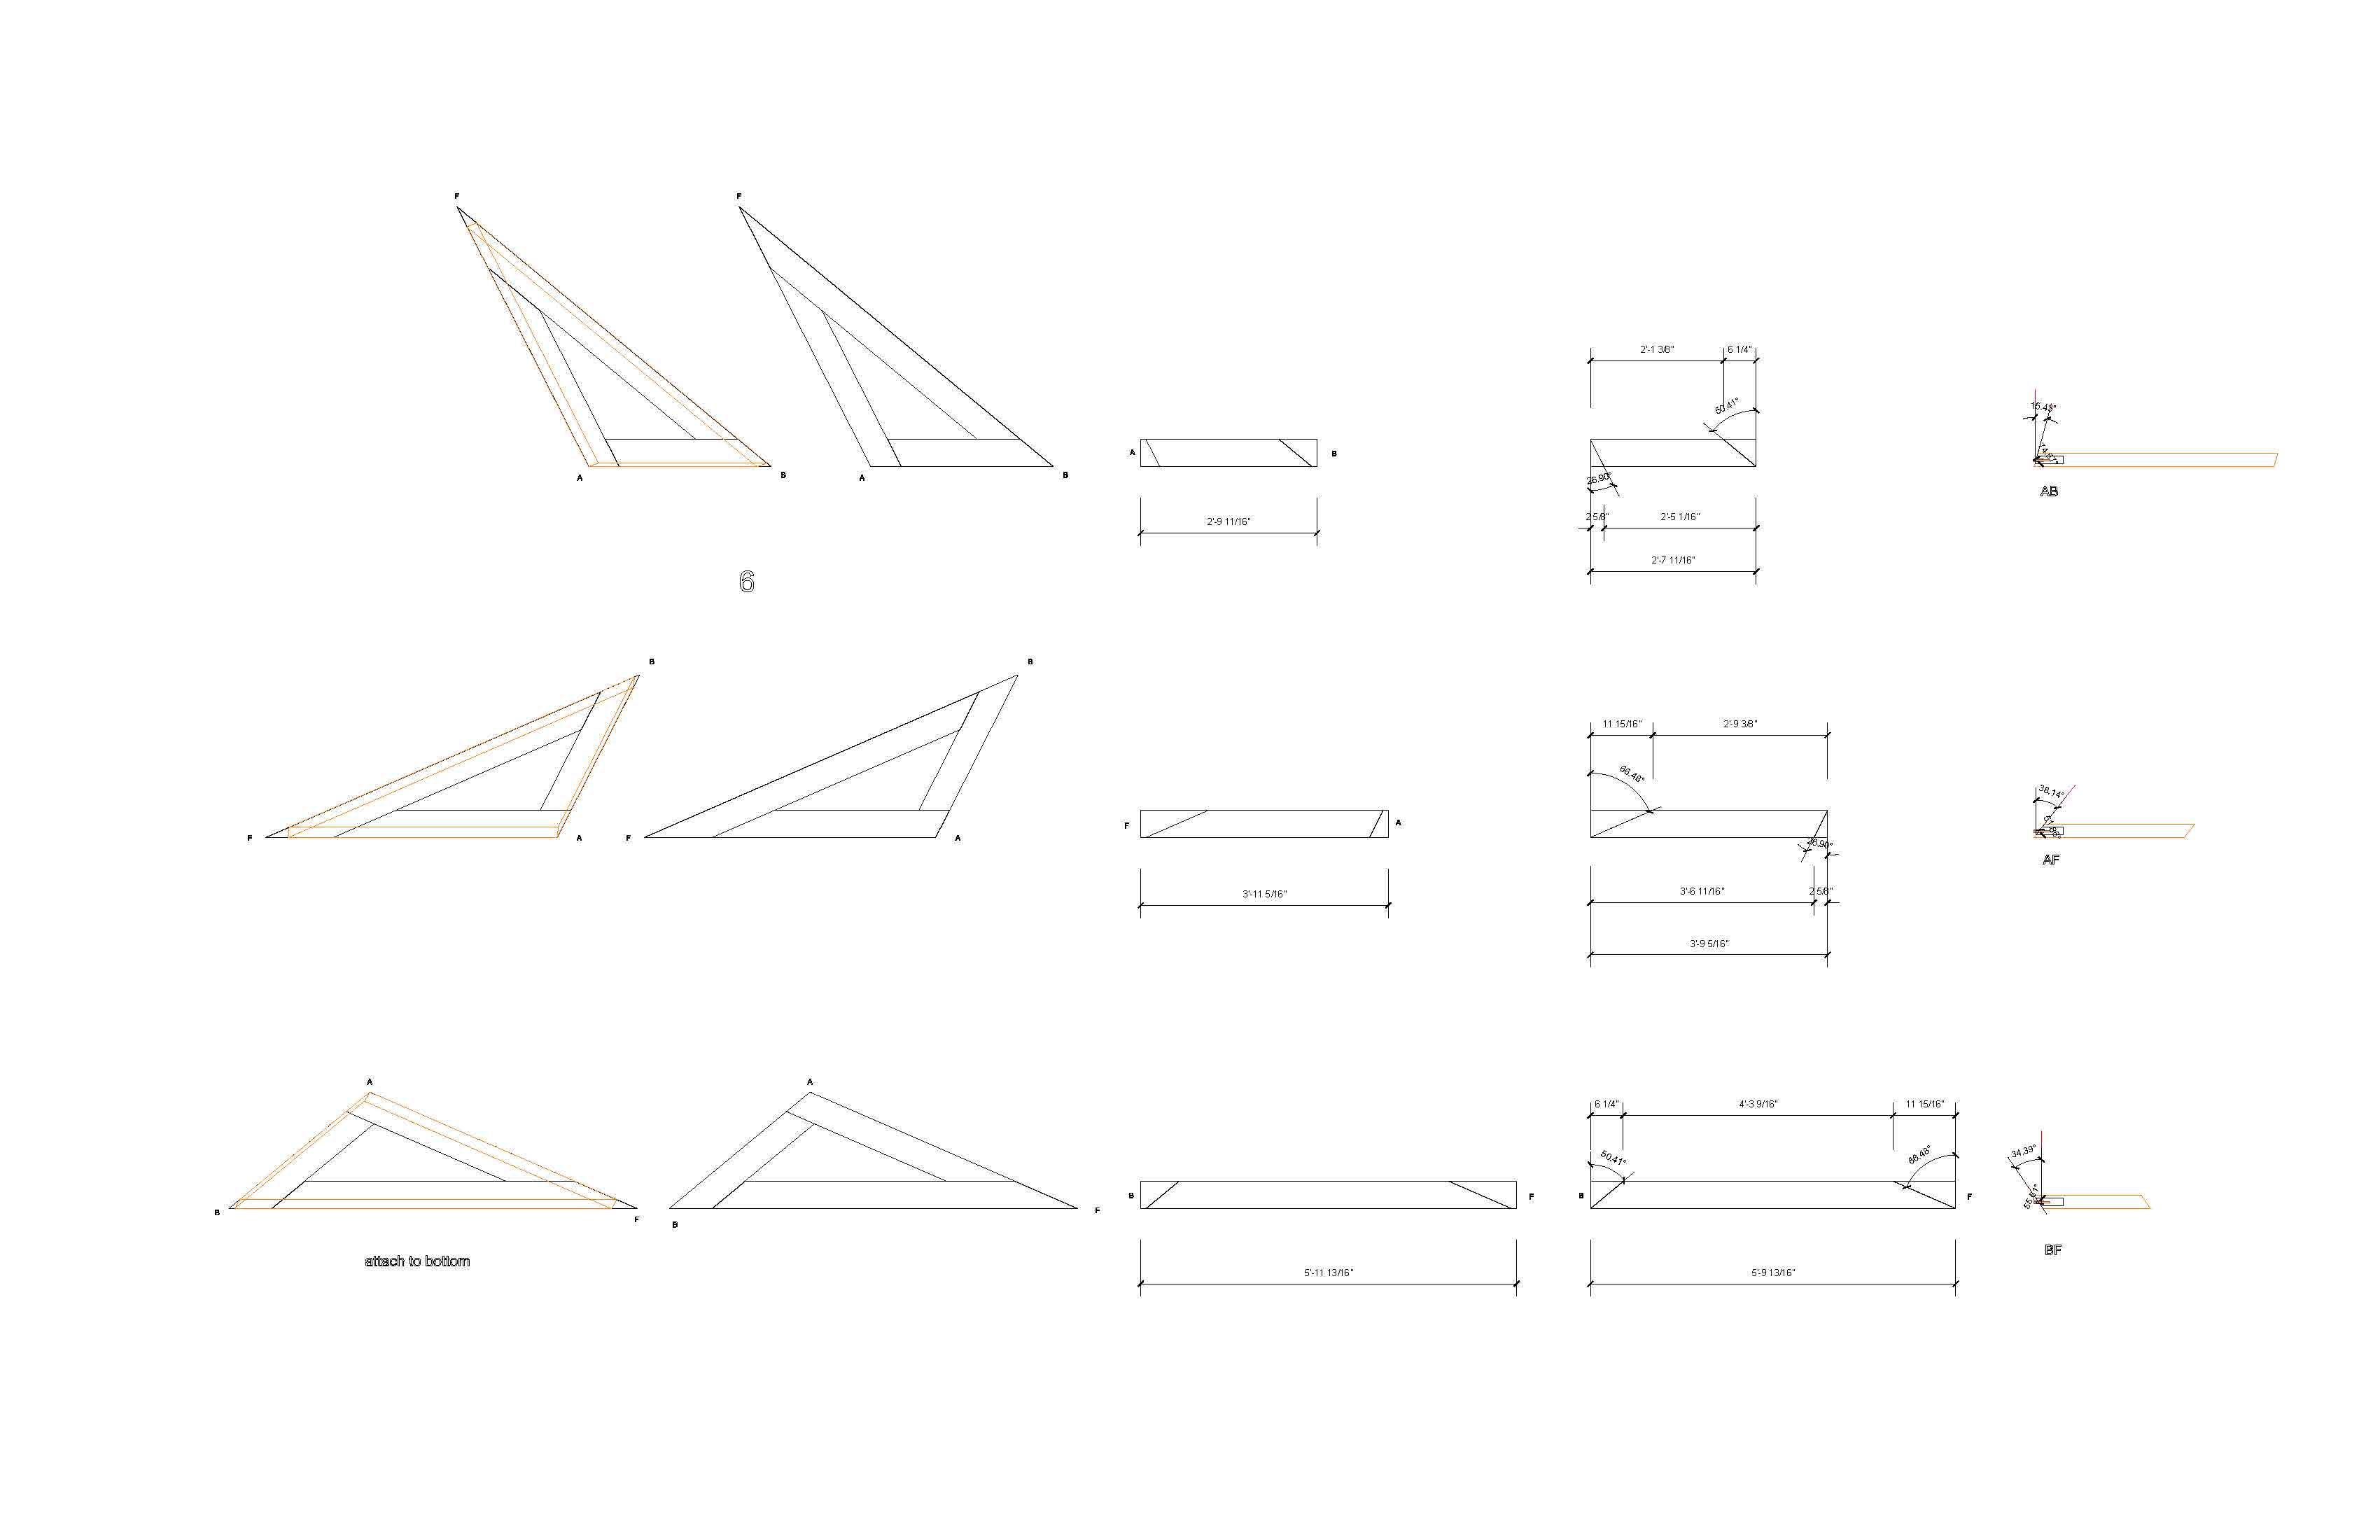 F
F
2'-1 3/8"
6 1/4"
50.41°
15.43°
A
B
A
B
A
B
26.90°
AB
2 5/8"
2'-5 1/16"
2'-9 11/16"
2'-7 11/16"
6
B
B
11 15/16"
2'-9 3/8"
66.48°
38.14°
F
A
F
A
F
A
26.90°
AF
3'-11 5/16"
3'-6 11/16"
2 5/8"
3'-9 5/16"
A
A
6 1/4"
4'-3 9/16"
11 15/16"
50.41°
66.48°
34.39°
B
F
B
F
B
F
B
F
55.61°
BF
attach to bottom
5'-11 13/16"
5'-9 13/16"